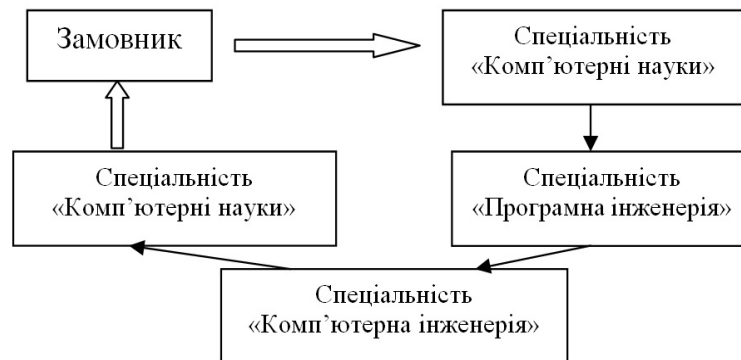 Замовник
Спеціальність
«Комп’ютерні науки»
Спеціальність
«Програмна інженерія»
Спеціальність
«Комп’ютерна інженерія»
Спеціальність
«Комп’ютерні науки»